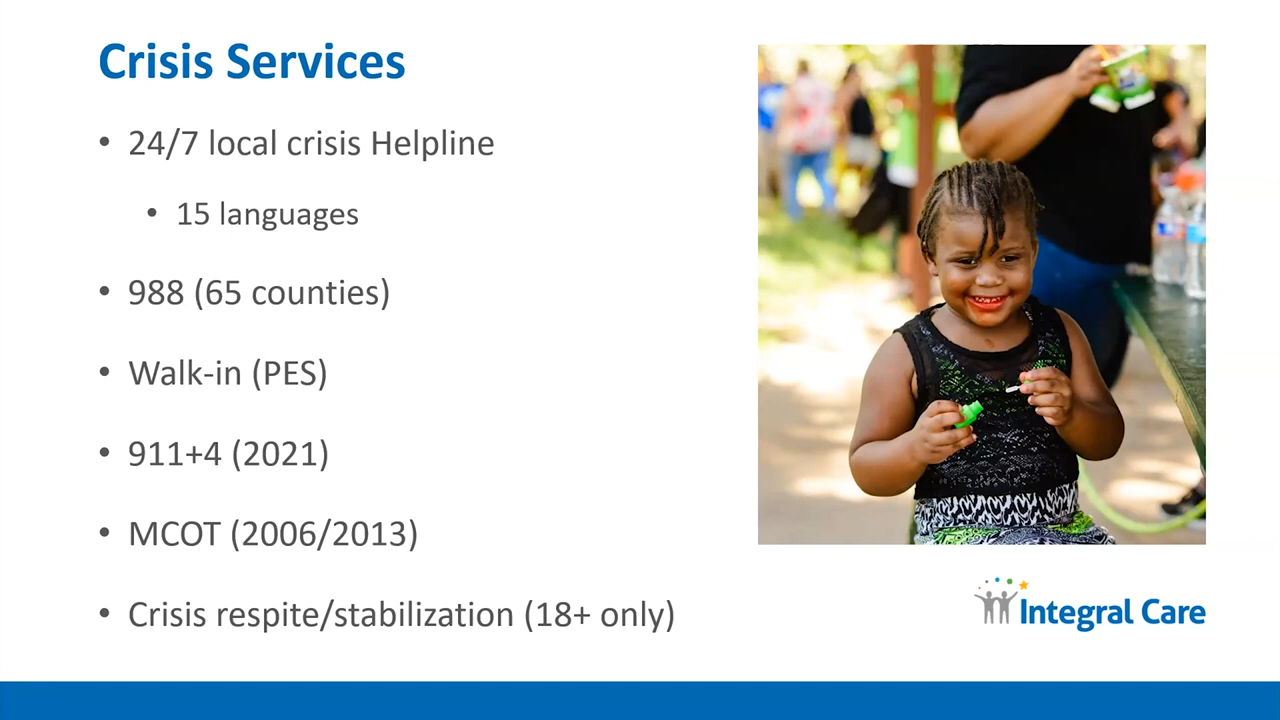 Crisis Services
• 24/7 local crisis Helpline
• 15 languages
• 988 (65 counties)
• Walk-in (PES)
• 911+4 (2021)
• MCOT (2006/2013)
• Crisis respite/stabilization (18+ only)
Integral Care